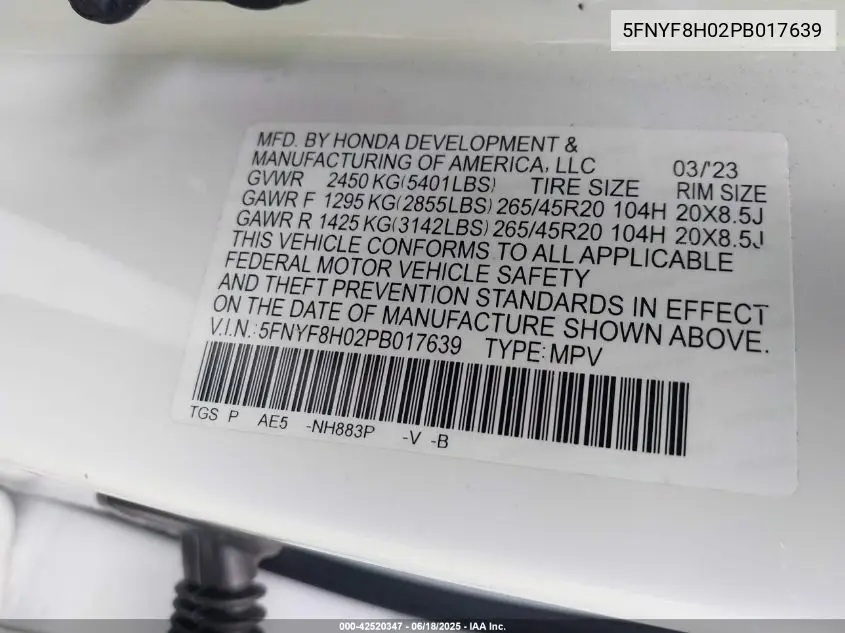 5FNYF8H02PB017639
MFD. BY HONDA DEVELOPMENT &
MANUFACTURING OF AMERICA, LLC 03/'23
GVWR 2450 KG(5401LBS) TIRE SIZE RIM SIZE
GAWR F 1295 KG(2855LBS) 265/45R20 104H 20X8.5J
GAWR R 1425 KG(3142LBS) 265/45R20 104H 20X8.5J
THIS VEHICLE CONFORMS TO ALL APPLICABLE
FEDERAL MOTOR VEHICLE SAFETY
AND THEFT PREVENTION STANDARDS IN EFFECT
ON THE DATE OF MANUFACTURE SHOWN ABOVE.
V.I.N.:5FNYF8H02PB017639 TYPE:MPV
TGS P AE5 -NH883P -V -B
000-42520347 - 06/18/2025 - IAA Inc.